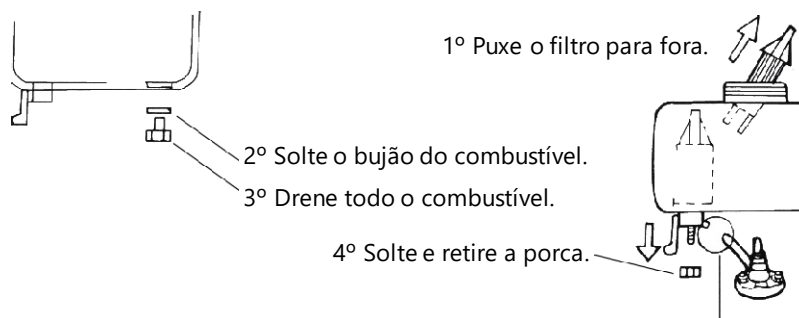 1º Puxe o filtro para fora.
2º Solte o bujão do combustível.
3º Drene todo o combustível.
4º Solte e retire a porca.